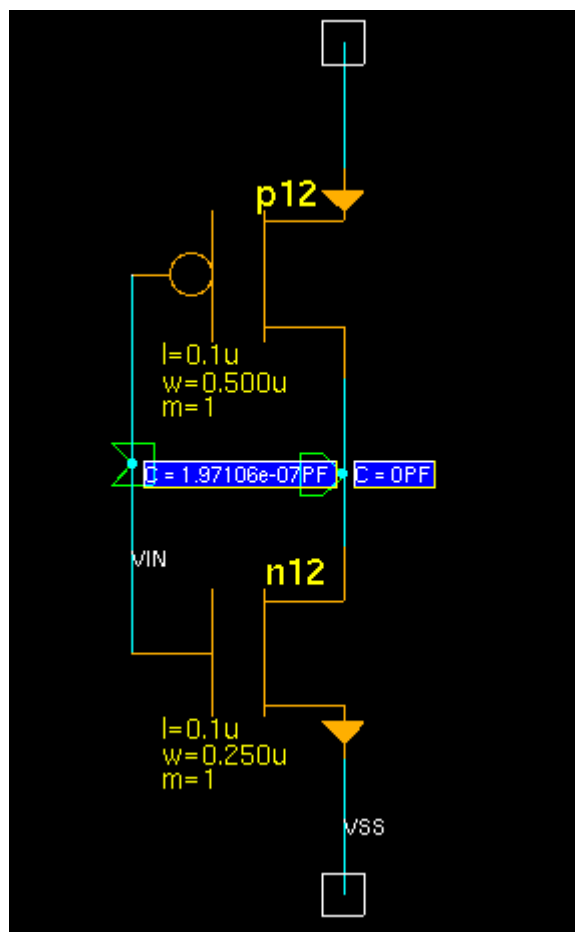 p12
l=0.1u
w=0.500u
m=1
C = 1.97106e-07PF
C = 0PF
VIN
n12
l=0.1u
w=0.250u
m=1
VSS